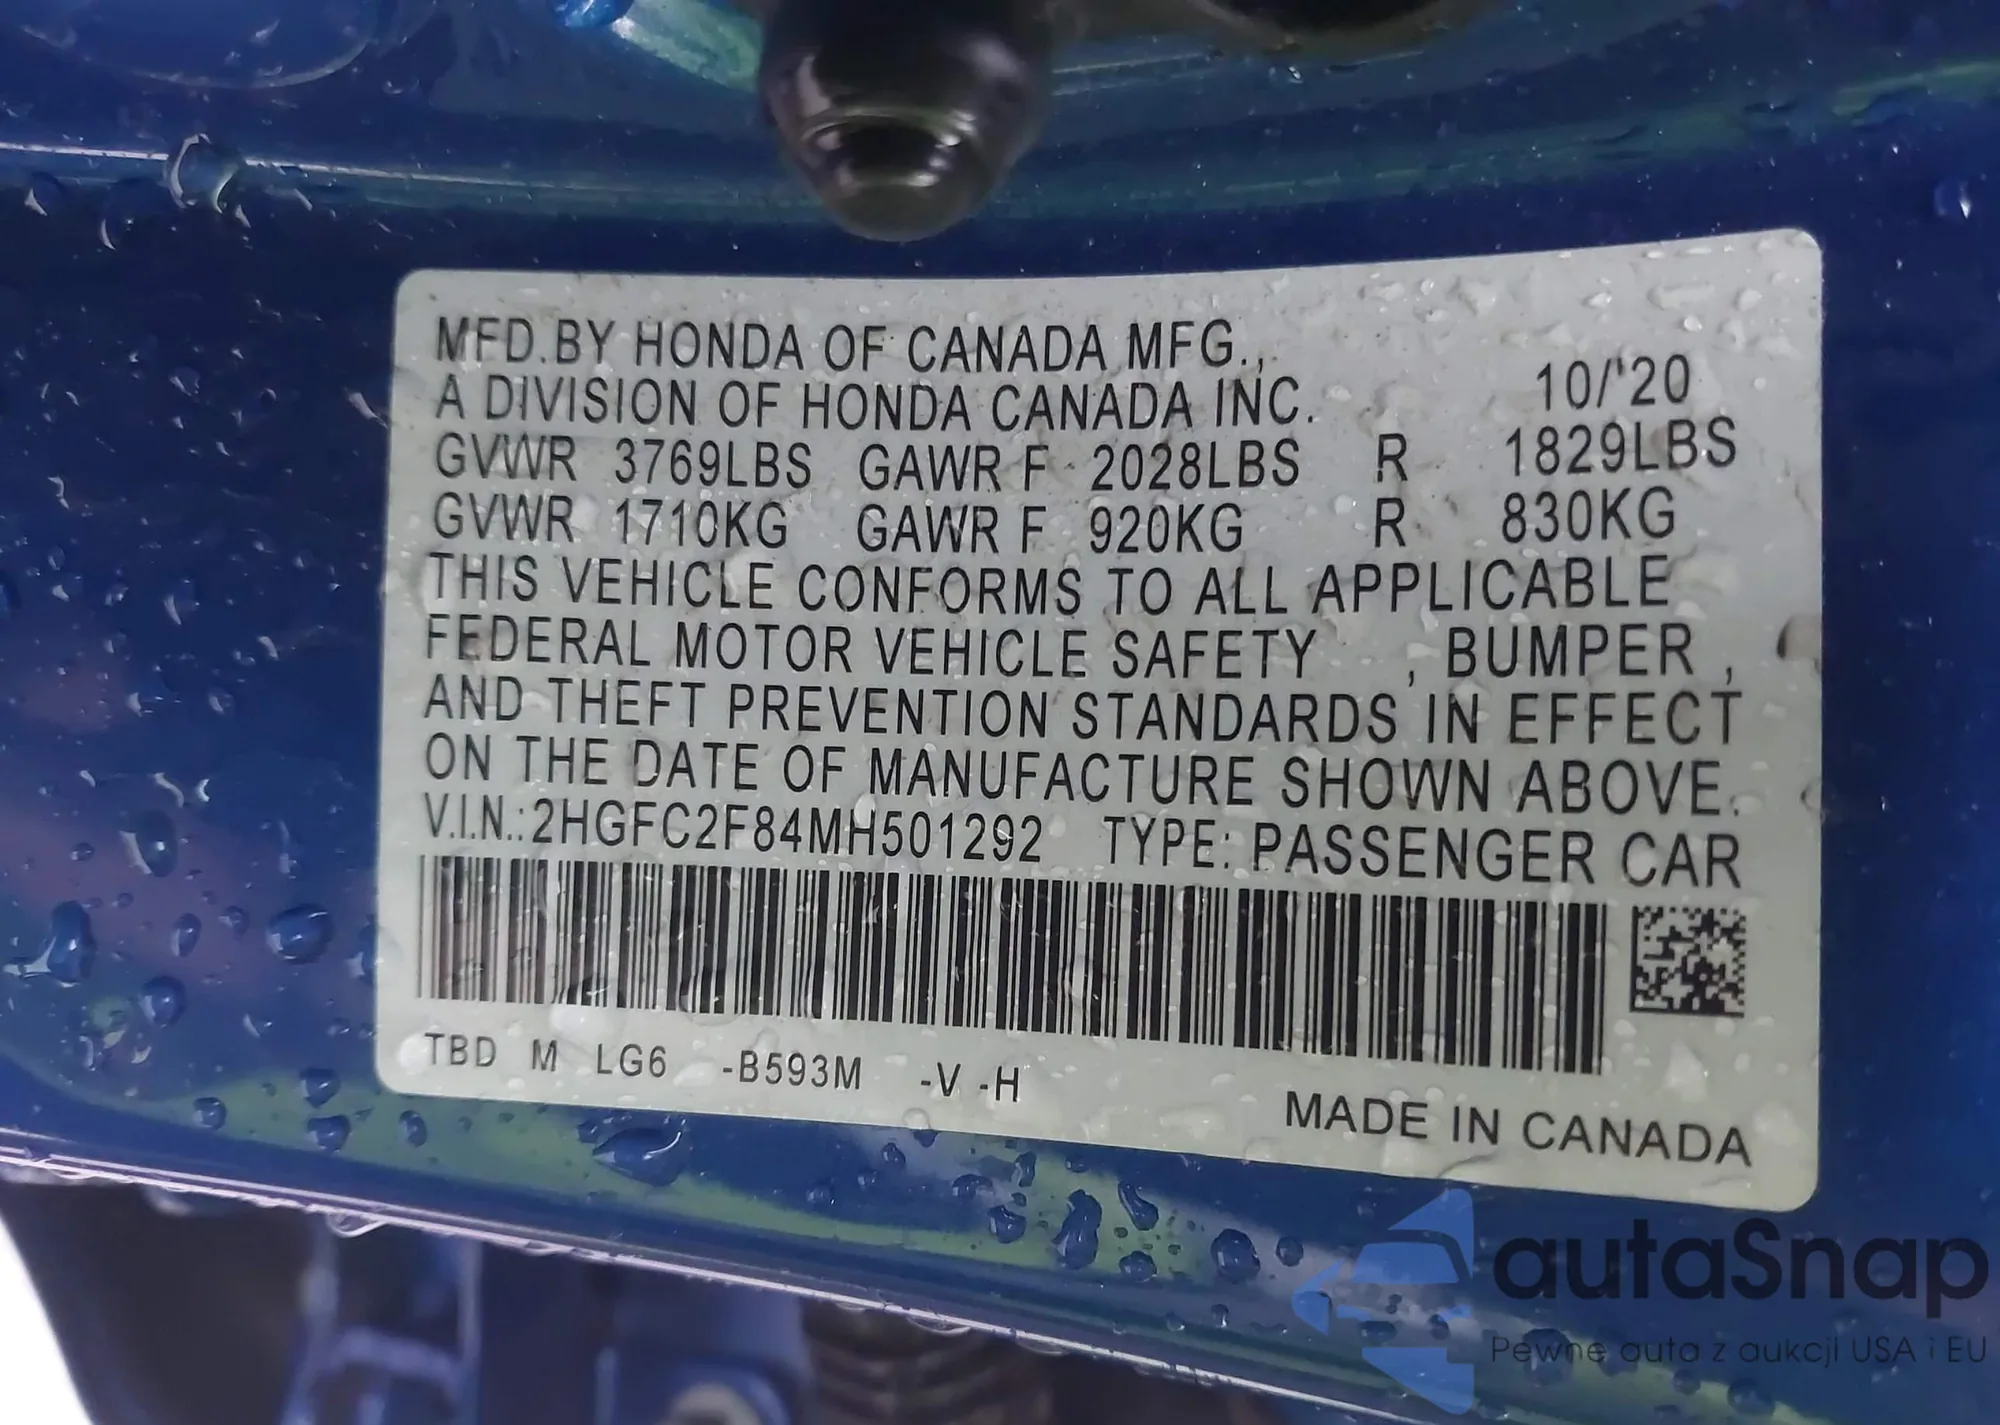 MFD.BY HONDA OF CANADA MFG.,
A DIVISION OF HONDA CANADA INC. 10/'20
GVWR 3769LBS GAWR F 2028LBS R 1829LBS
GVWR 1710KG GAWR F 920KG R 830KG
THIS VEHICLE CONFORMS TO ALL APPLICABLE
FEDERAL MOTOR VEHICLE SAFETY , BUMPER ,
AND THEFT PREVENTION STANDARDS IN EFFECT
ON THE DATE OF MANUFACTURE SHOWN ABOVE.
V.I.N.:2HGFC2F84MH501292 TYPE: PASSENGER CAR
TBD M LG6 -B593M -V -H
MADE IN CANADA
autaSnap
Pewne auta z aukcji USA i EU